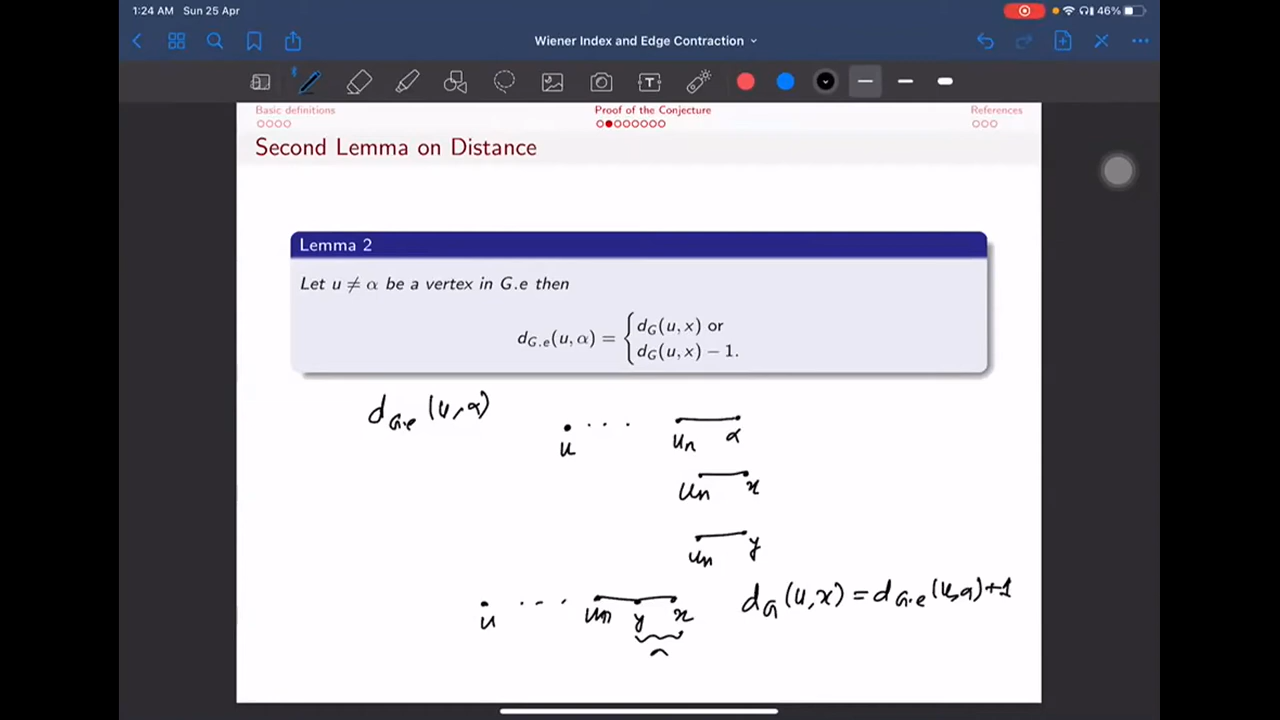 1:24 AM Sun 25 Apr
46%
Wiener Index and Edge Contraction
Basic definitions
Proof of the Conjecture
References
Second Lemma on Distance
Lemma 2
Let u ≠ α be a vertex in G.e then
d_{G.e}(u, α) = { d_G(u, x) or
d_G(u, x) − 1.
d_{G.e}(u, α)
u . . . u_n α
u_n x
u_n y
u . . . u_n y x
d_G(u, x) = d_{G.e}(u, α) + 1